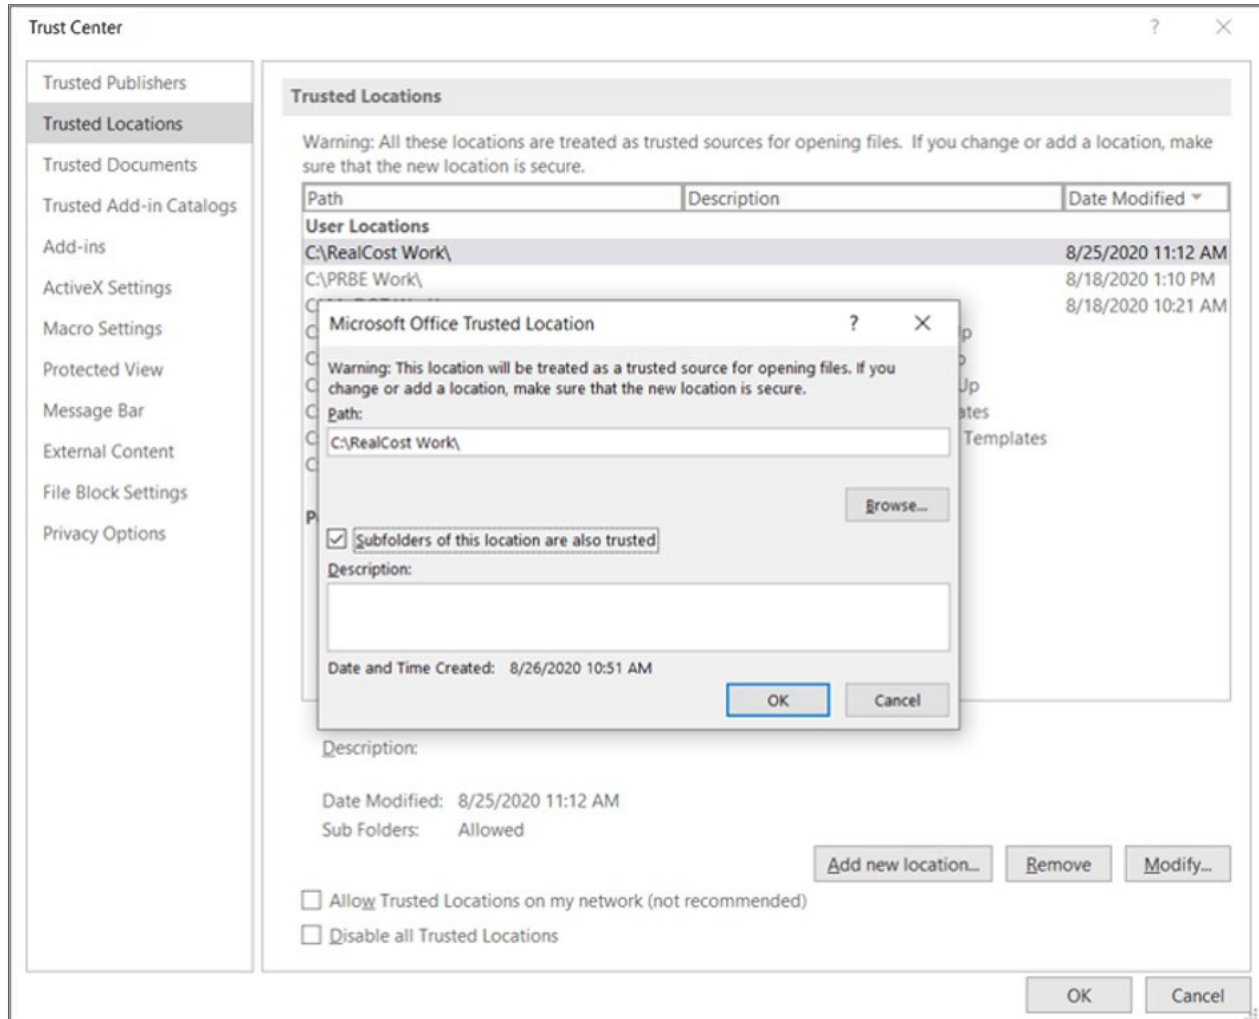 Trust Center
?
Trusted Publishers
Trusted Locations
Trusted Documents
Trusted Add-in Catalogs
Add-ins
ActiveX Settings
Macro Settings
Protected View
Message Bar
External Content
File Block Settings
Privacy Options
Trusted Locations
Warning: All these locations are treated as trusted sources for opening files. If you change or add a location, make
sure that the new location is secure.
Path Description Date Modified
User Locations
C:\RealCost Work\ 8/25/2020 11:12 AM
C:\PRBE Work\ 8/18/2020 1:10 PM
8/18/2020 10:21 AM
Templates
Microsoft Office Trusted Location
?
Warning: This location will be treated as a trusted source for opening files. If you
change or add a location, make sure that the new location is secure.
Path:
C:\RealCost Work\
Browse...
Subfolders of this location are also trusted
Description:
Date and Time Created: 8/26/2020 10:51 AM
OK Cancel
Description:
Date Modified: 8/25/2020 11:12 AM
Sub Folders: Allowed
Add new location... Remove Modify...
Allow Trusted Locations on my network (not recommended)
Disable all Trusted Locations
OK Cancel